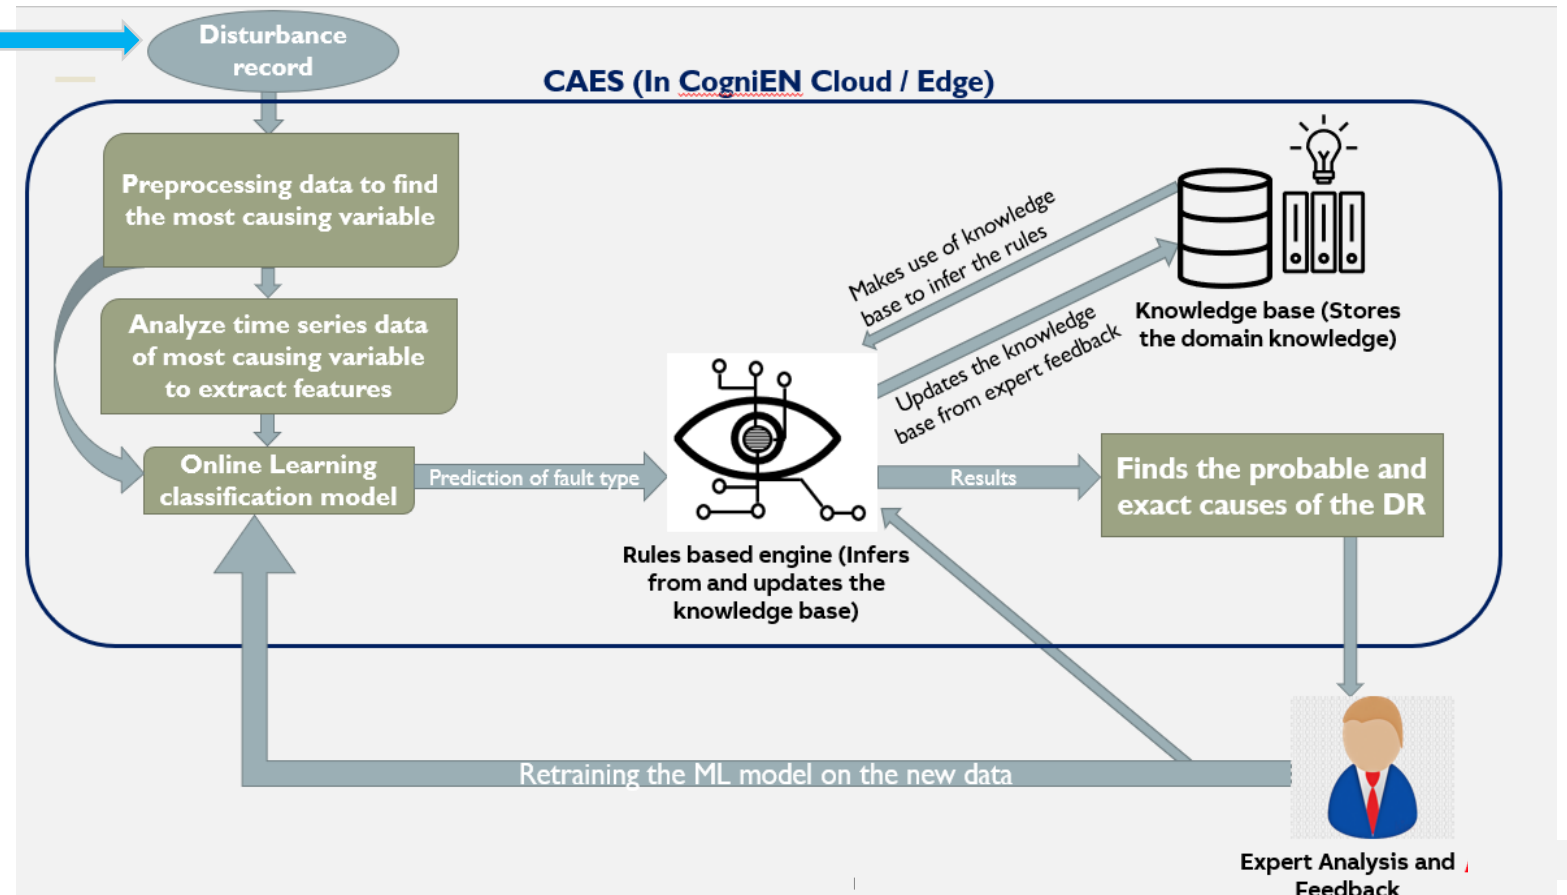 Disturbance
record
CAES (In CogniEN Cloud / Edge)
Preprocessing data to find
the most causing variable
Analyze time series data
of most causing variable
to extract features
Online Learning
classification model
Prediction of fault type
Makes use of knowledge
base to infer the rules
Updates the knowledge
base from expert feedback
Knowledge base (Stores
the domain knowledge)
Rules based engine (Infers
from and updates the
knowledge base)
Results
Finds the probable and
exact causes of the DR
Retraining the ML model on the new data
Expert Analysis and
Feedback